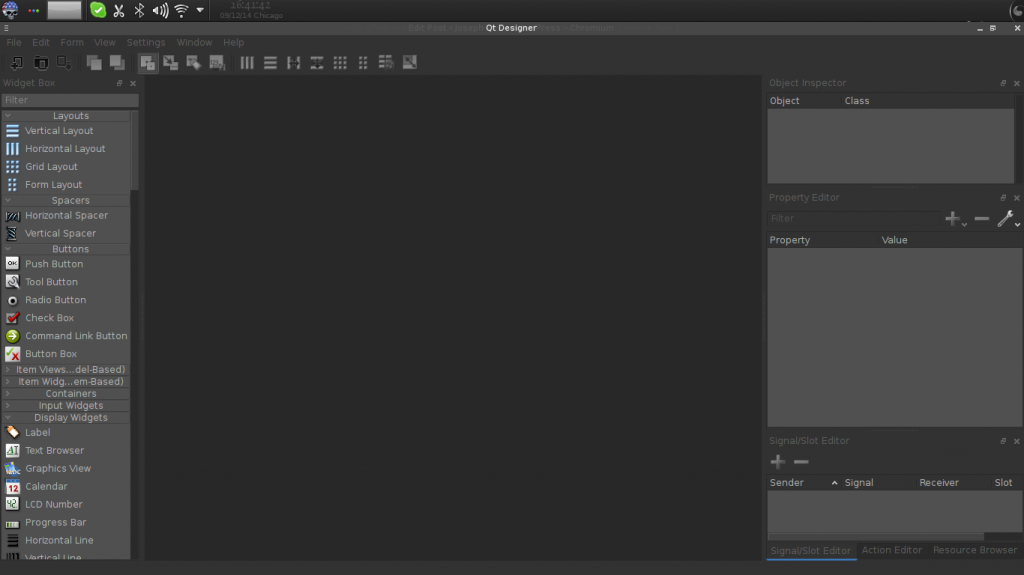 16:41:42
09/12/14 Chicago
Qt Designer
File Edit Form View Settings Window Help
Widget Box
Filter
Layouts
Vertical Layout
Horizontal Layout
Grid Layout
Form Layout
Spacers
Horizontal Spacer
Vertical Spacer
Buttons
OK Push Button
Tool Button
Radio Button
Check Box
Command Link Button
Button Box
Item Views...del-Based)
Item Widg...em-Based)
Containers
Input Widgets
Display Widgets
Label
AI Text Browser
Graphics View
12 Calendar
42 LCD Number
Progress Bar
Horizontal Line
Vertical Line
Object Inspector
Object Class
Property Editor
Filter
Property Value
Signal/Slot Editor
Sender Signal Receiver Slot
Signal/Slot Editor Action Editor Resource Browser